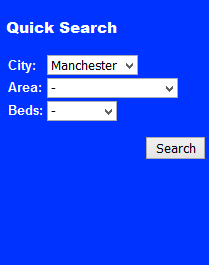 Quick Search
City: Manchester
Area: -
Beds: -
Search